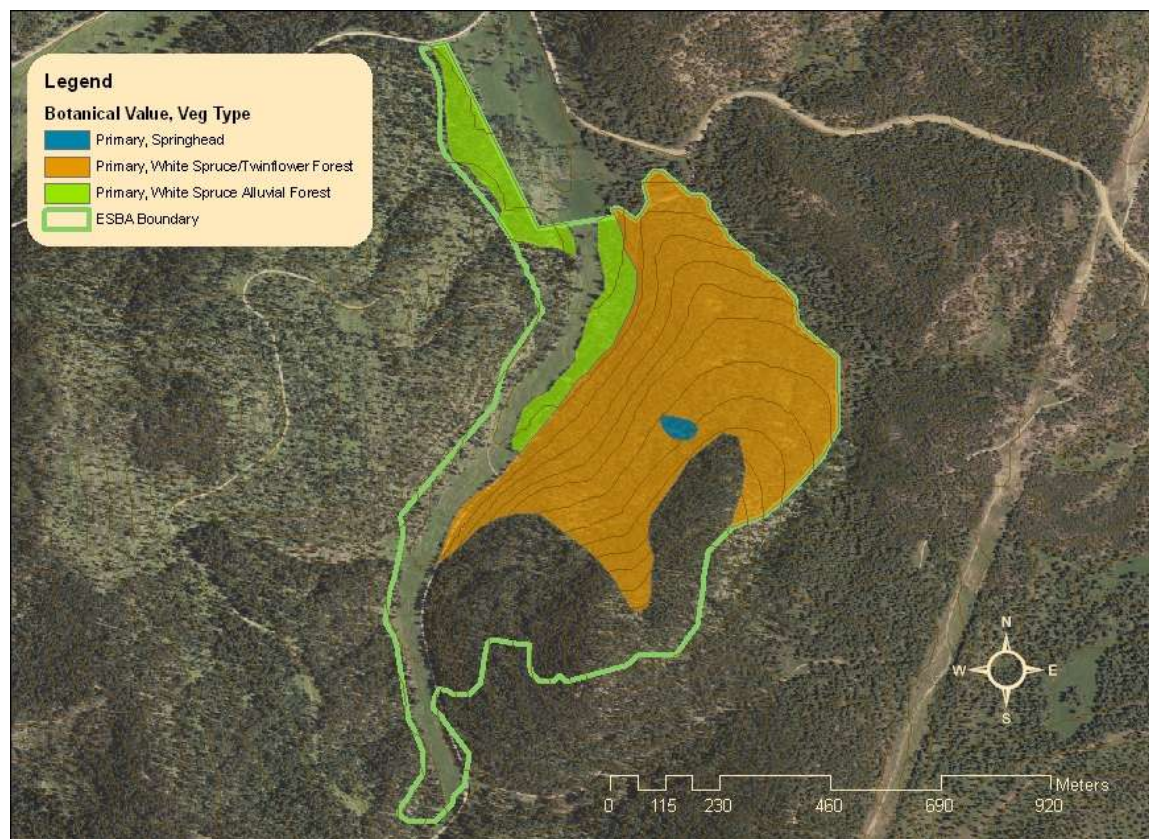 Legend
Botanical Value, Veg Type
Primary, Springhead
Primary, White Spruce/Twinflower Forest
Primary, White Spruce Alluvial Forest
ESBA Boundary
N
W E
S
Meters
0 115 230 460 690 920